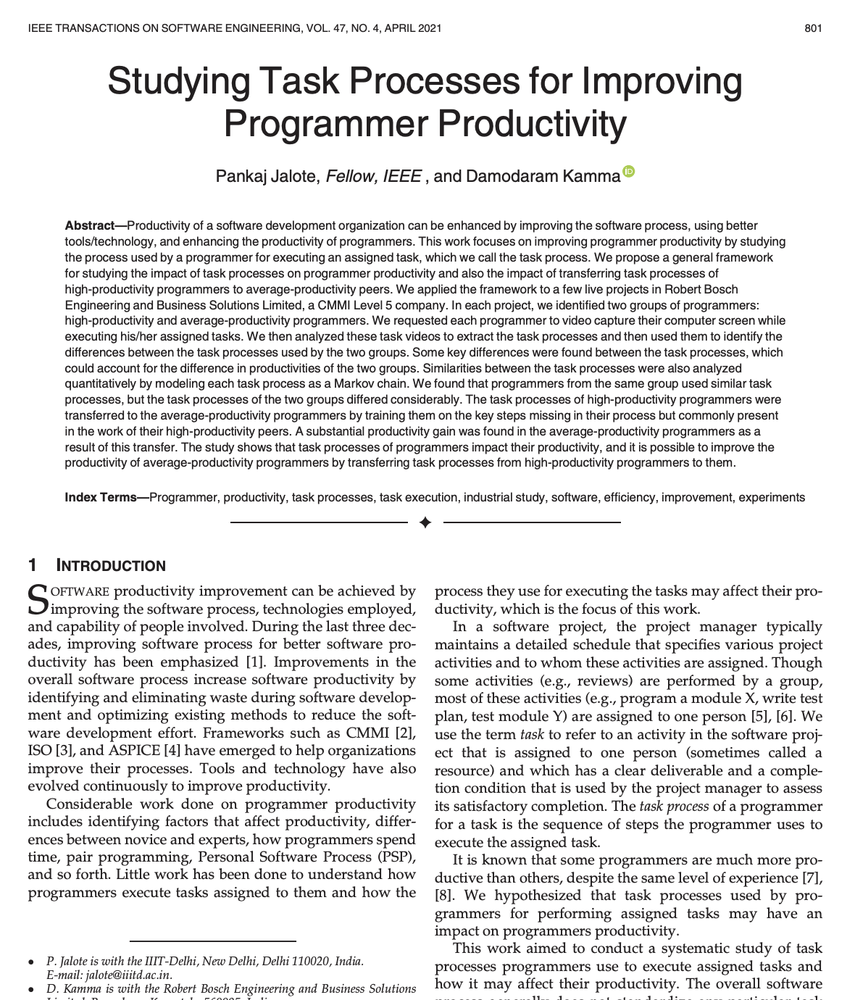 IEEE TRANSACTIONS ON SOFTWARE ENGINEERING, VOL. 47, NO. 4, APRIL 2021
801
Studying Task Processes for Improving
Programmer Productivity
Pankaj Jalote, Fellow, IEEE , and Damodaram Kamma
Abstract—Productivity of a software development organization can be enhanced by improving the software process, using better
tools/technology, and enhancing the productivity of programmers. This work focuses on improving programmer productivity by studying
the process used by a programmer for executing an assigned task, which we call the task process. We propose a general framework
for studying the impact of task processes on programmer productivity and also the impact of transferring task processes of
high-productivity programmers to average-productivity peers. We applied the framework to a few live projects in Robert Bosch
Engineering and Business Solutions Limited, a CMMI Level 5 company. In each project, we identified two groups of programmers:
high-productivity and average-productivity programmers. We requested each programmer to video capture their computer screen while
executing his/her assigned tasks. We then analyzed these task videos to extract the task processes and then used them to identify the
differences between the task processes used by the two groups. Some key differences were found between the task processes, which
could account for the difference in productivities of the two groups. Similarities between the task processes were also analyzed
quantitatively by modeling each task process as a Markov chain. We found that programmers from the same group used similar task
processes, but the task processes of the two groups differed considerably. The task processes of high-productivity programmers were
transferred to the average-productivity programmers by training them on the key steps missing in their process but commonly present
in the work of their high-productivity peers. A substantial productivity gain was found in the average-productivity programmers as a
result of this transfer. The study shows that task processes of programmers impact their productivity, and it is possible to improve the
productivity of average-productivity programmers by transferring task processes from high-productivity programmers to them.
Index Terms—Programmer, productivity, task processes, task execution, industrial study, software, efficiency, improvement, experiments
1 INTRODUCTION
SOFTWARE productivity improvement can be achieved by
improving the software process, technologies employed,
and capability of people involved. During the last three dec-
ades, improving software process for better software pro-
ductivity has been emphasized [1]. Improvements in the
overall software process increase software productivity by
identifying and eliminating waste during software develop-
ment and optimizing existing methods to reduce the soft-
ware development effort. Frameworks such as CMMI [2],
ISO [3], and ASPICE [4] have emerged to help organizations
improve their processes. Tools and technology have also
evolved continuously to improve productivity.
Considerable work done on programmer productivity
includes identifying factors that affect productivity, differ-
ences between novice and experts, how programmers spend
time, pair programming, Personal Software Process (PSP),
and so forth. Little work has been done to understand how
programmers execute tasks assigned to them and how the
• P. Jalote is with the IIIT-Delhi, New Delhi, Delhi 110020, India.
E-mail: jalote@iiitd.ac.in.
• D. Kamma is with the Robert Bosch Engineering and Business Solutions
process they use for executing the tasks may affect their pro-
ductivity, which is the focus of this work.
In a software project, the project manager typically
maintains a detailed schedule that specifies various project
activities and to whom these activities are assigned. Though
some activities (e.g., reviews) are performed by a group,
most of these activities (e.g., program a module X, write test
plan, test module Y) are assigned to one person [5], [6]. We
use the term task to refer to an activity in the software proj-
ect that is assigned to one person (sometimes called a
resource) and which has a clear deliverable and a comple-
tion condition that is used by the project manager to assess
its satisfactory completion. The task process of a programmer
for a task is the sequence of steps the programmer uses to
execute the assigned task.
It is known that some programmers are much more pro-
ductive than others, despite the same level of experience [7],
[8]. We hypothesized that task processes used by pro-
grammers for performing assigned tasks may have an
impact on programmers productivity.
This work aimed to conduct a systematic study of task
processes programmers use to execute assigned tasks and
how it may affect their productivity. The overall software